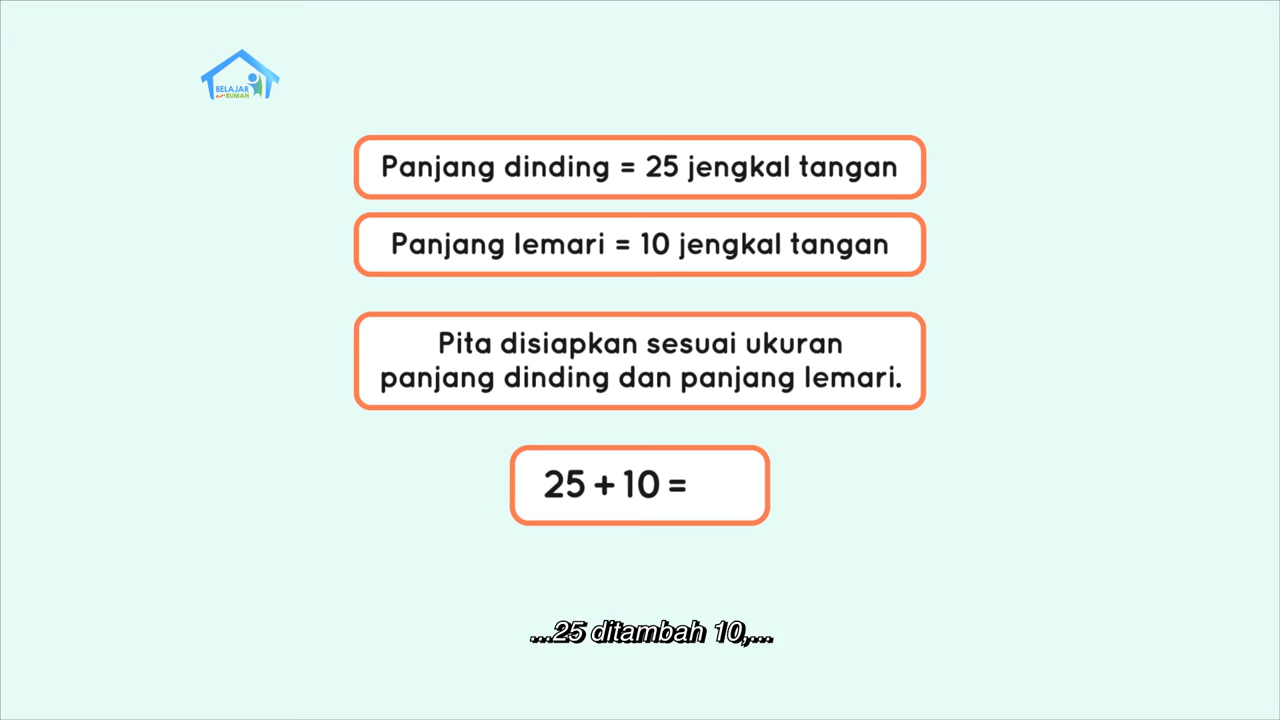 BELAJAR
dari RUMAH
Panjang dinding = 25 jengkal tangan
Panjang lemari = 10 jengkal tangan
Pita disiapkan sesuai ukuran
panjang dinding dan panjang lemari.
25 + 10 =
...25 ditambah 10,...